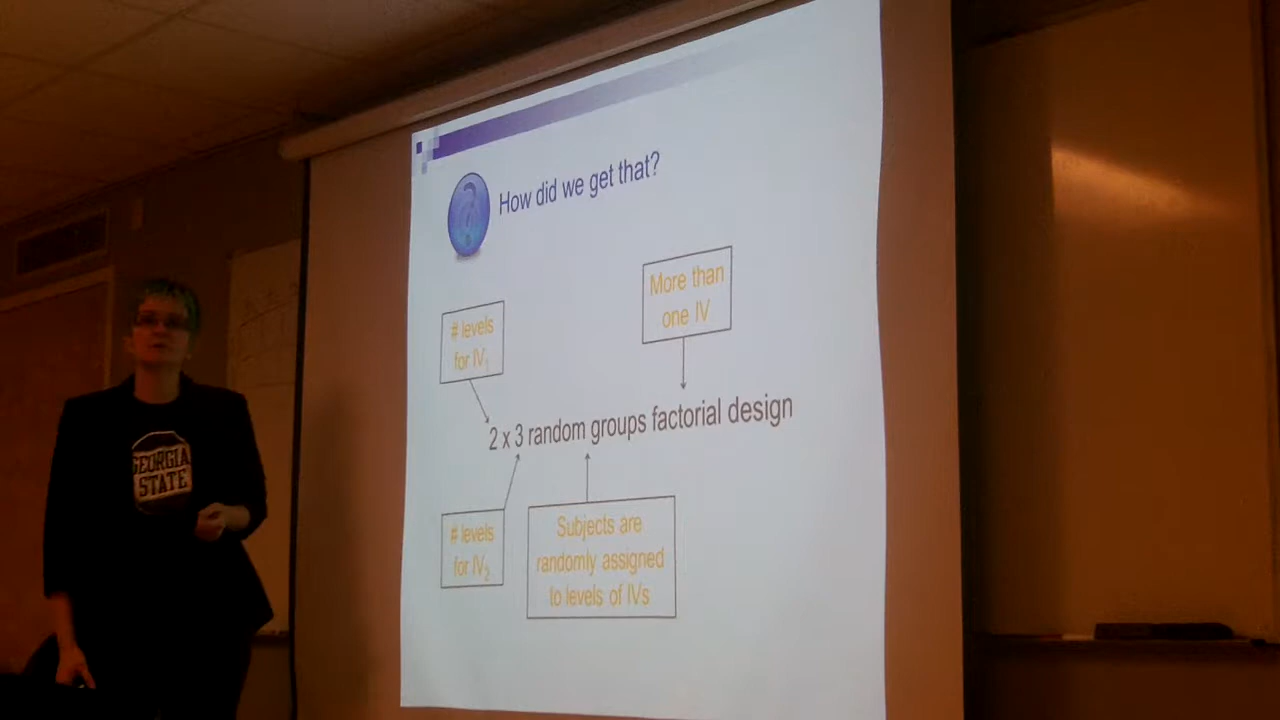 How did we get that?
More than
one IV
# levels
for IV1
2 x 3 random groups factorial design
# levels
for IV2
Subjects are
randomly assigned
to levels of IVs
GEORGIA
STATE